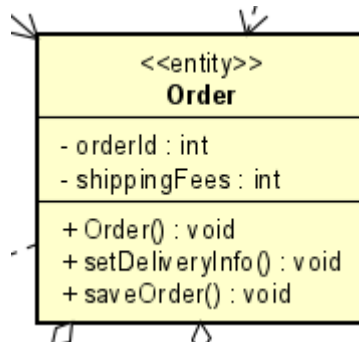 <<entity>>
Order
- orderId : int
- shippingFees : int
+ Order() : void
+ setDeliveryInfo() : void
+ saveOrder() : void